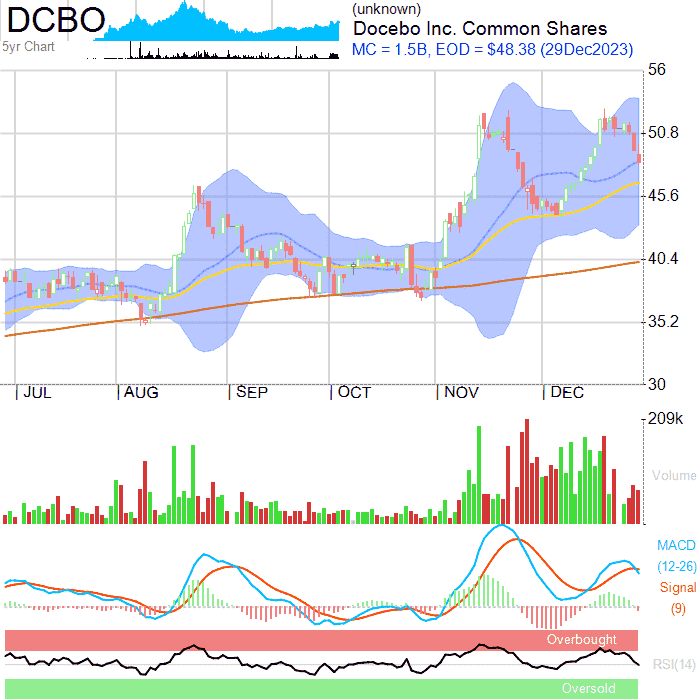 DCBO
5yr Chart
(unknown)
Docebo Inc. Common Shares
MC = 1.5B, EOD = $48.38 (29Dec2023)
56
50.8
45.6
40.4
35.2
30
JUL AUG SEP OCT NOV DEC
209k
Volume
MACD
(12-26)
Signal
(9)
Overbought
RSI(14)
Oversold